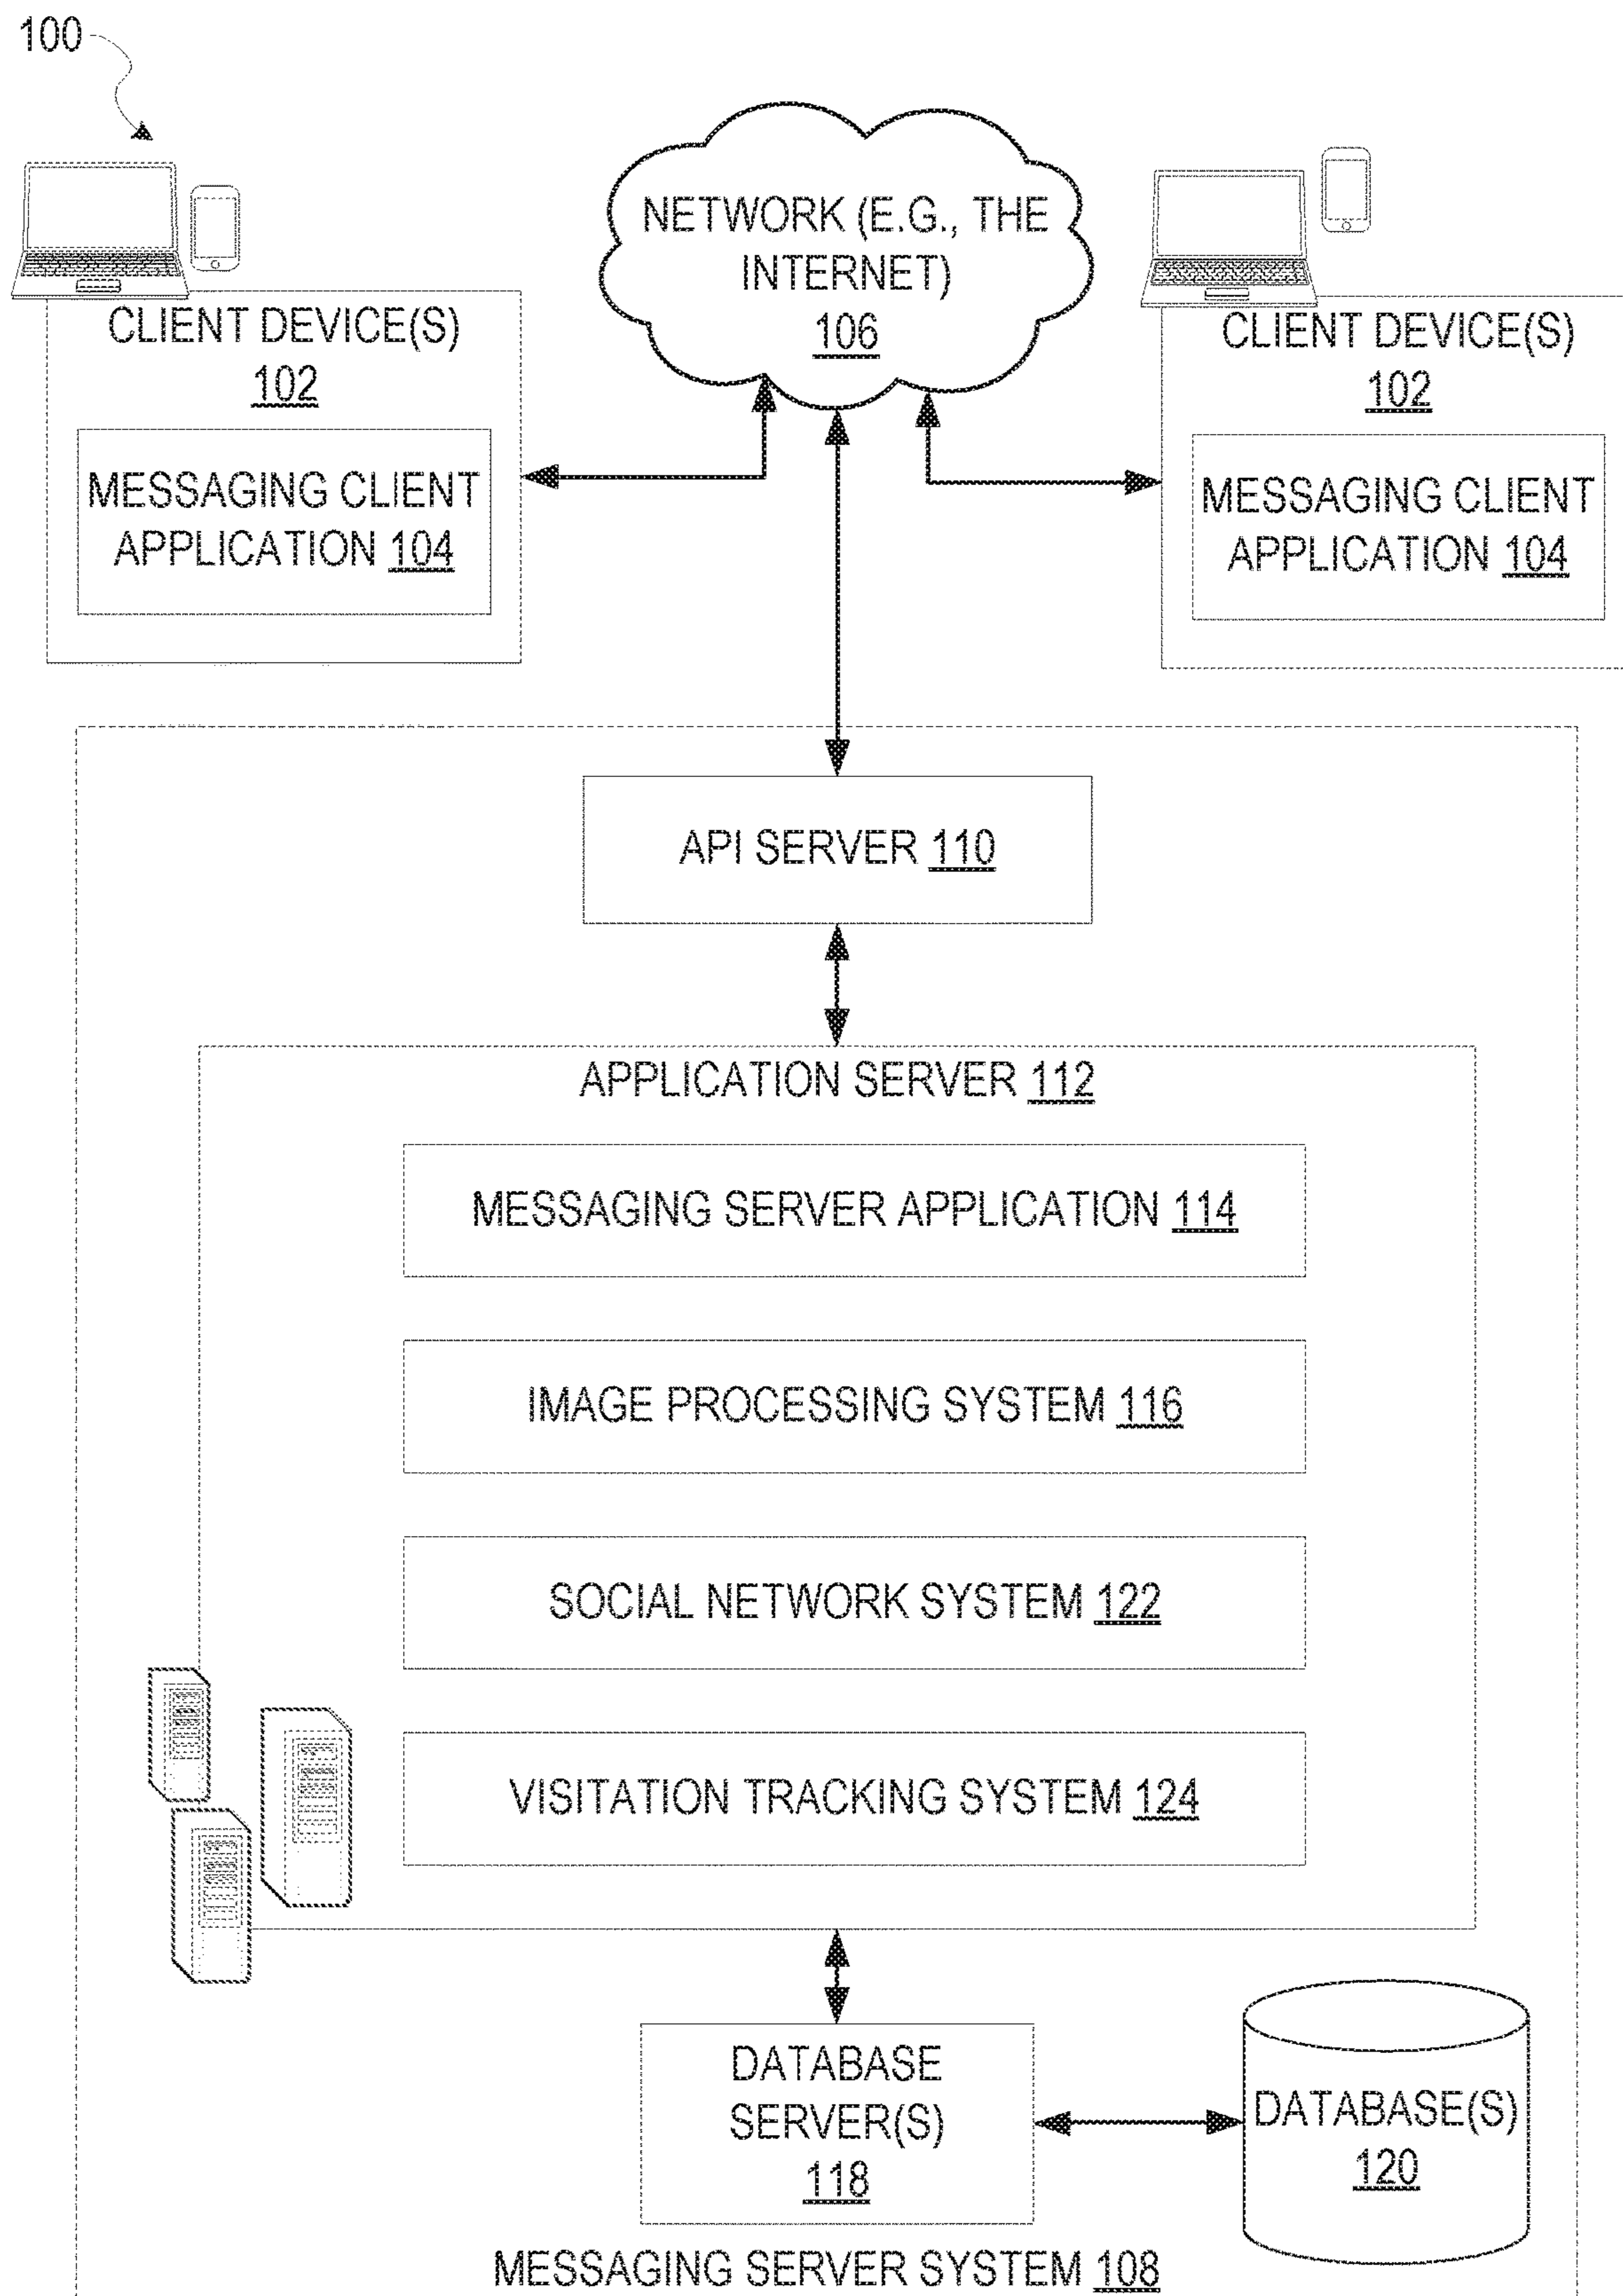 100
NETWORK (E.G., THE
INTERNET)
106
CLIENT DEVICE(S)
102
MESSAGING CLIENT
APPLICATION 104
CLIENT DEVICE(S)
102
MESSAGING CLIENT
APPLICATION 104
API SERVER 110
APPLICATION SERVER 112
MESSAGING SERVER APPLICATION 114
IMAGE PROCESSING SYSTEM 116
SOCIAL NETWORK SYSTEM 122
VISITATION TRACKING SYSTEM 124
DATABASE
SERVER(S)
118
DATABASE(S)
120
MESSAGING SERVER SYSTEM 108